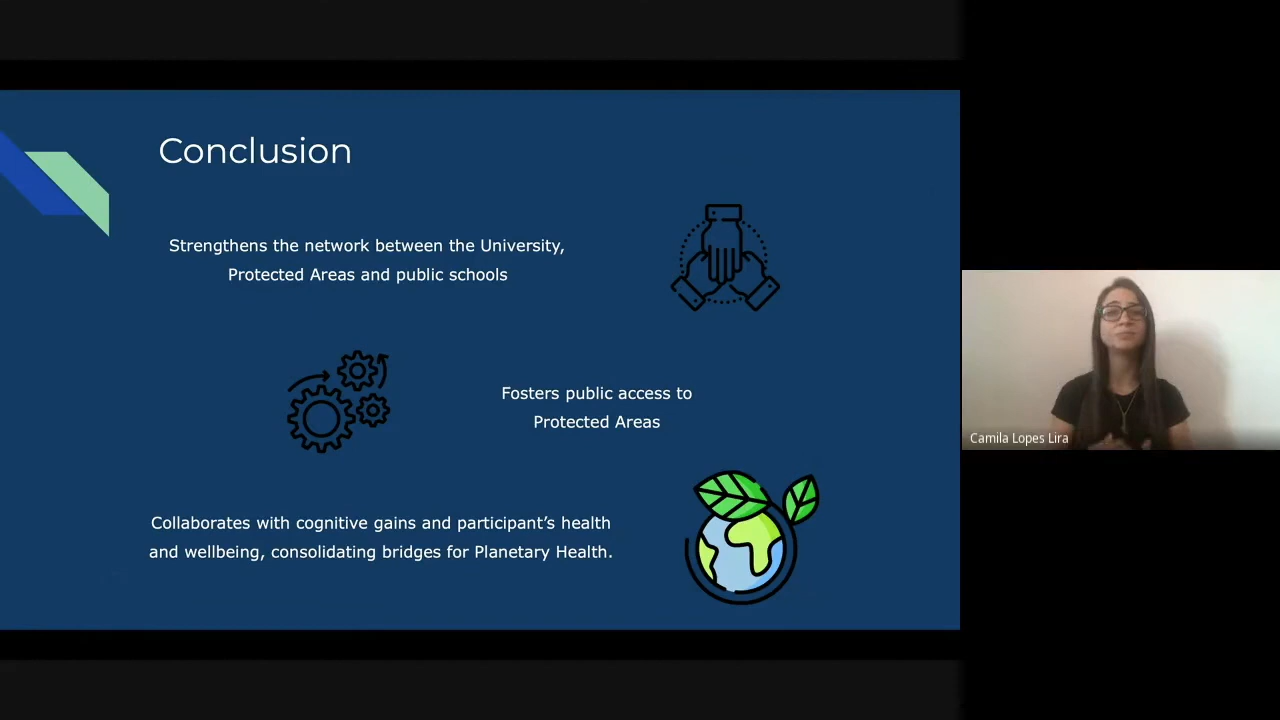 Conclusion
Strengthens the network between the University,
Protected Areas and public schools
Fosters public access to
Protected Areas
Collaborates with cognitive gains and participant’s health
and wellbeing, consolidating bridges for Planetary Health.
Camila Lopes Lira